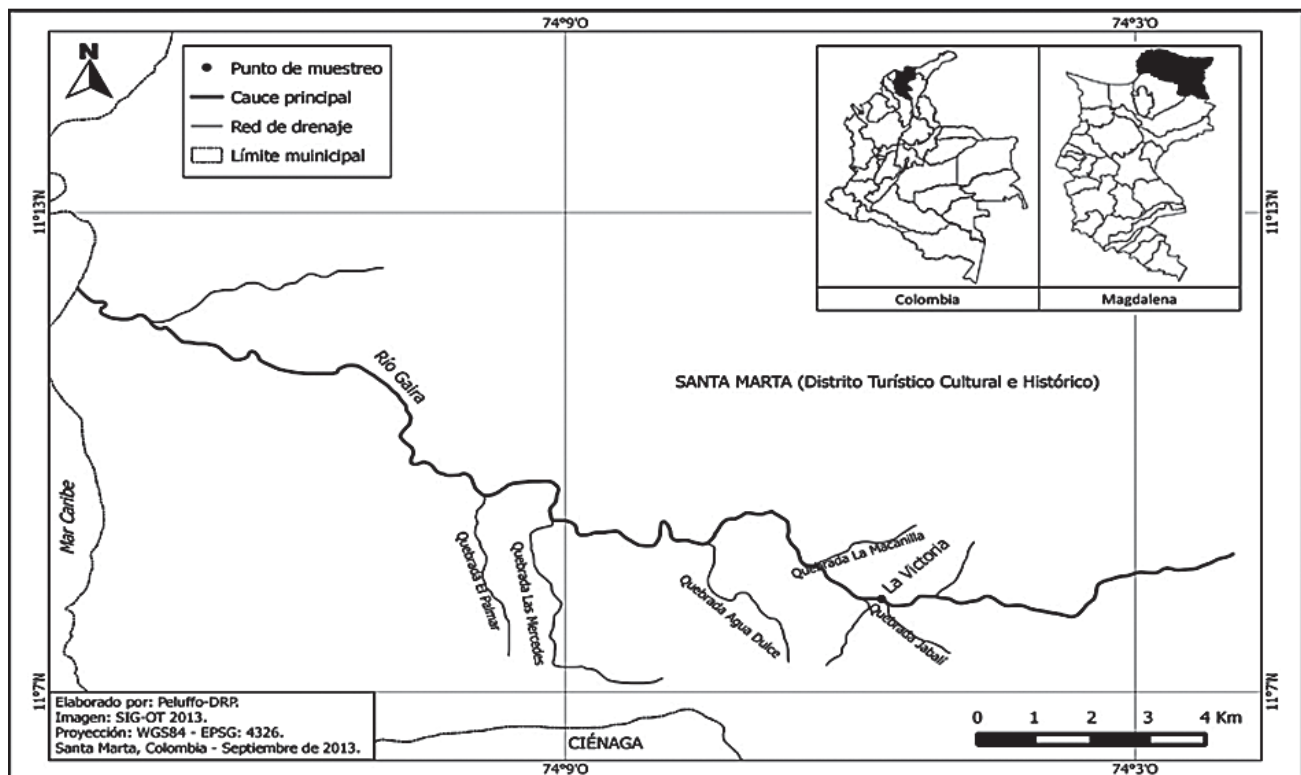 74°9'O
74°3'O
N
Punto de muestreo
Cauce principal
Red de drenaje
Límite muinicipal
Colombia
Magdalena
11°13'N
11°13'N
Río Gaira
SANTA MARTA (Distrito Turístico Cultural e Histórico)
Mar Caribe
Quebrada El Palmar
Quebrada Las Mercedes
Quebrada Agua Dulce
Quebrada La Macanilla
La Victoria
Quebrada Jabalí
11°7'N
11°7'N
Elaborado por: Peluffo-DRP.
Imagen: SIG-OT 2013.
Proyección: WGS84 - EPSG: 4326.
Santa Marta, Colombia - Septiembre de 2013.
CIÉNAGA
0 1 2 3 4 Km
74°9'O
74°3'O